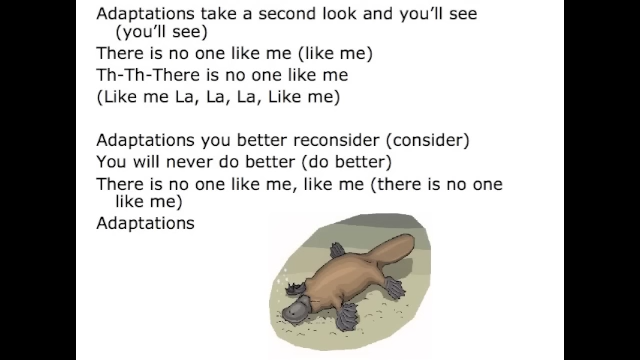 Adaptations take a second look and you’ll see
(you’ll see)
There is no one like me (like me)
Th-Th-There is no one like me
(Like me La, La, La, Like me)
Adaptations you better reconsider (consider)
You will never do better (do better)
There is no one like me, like me (there is no one
like me)
Adaptations